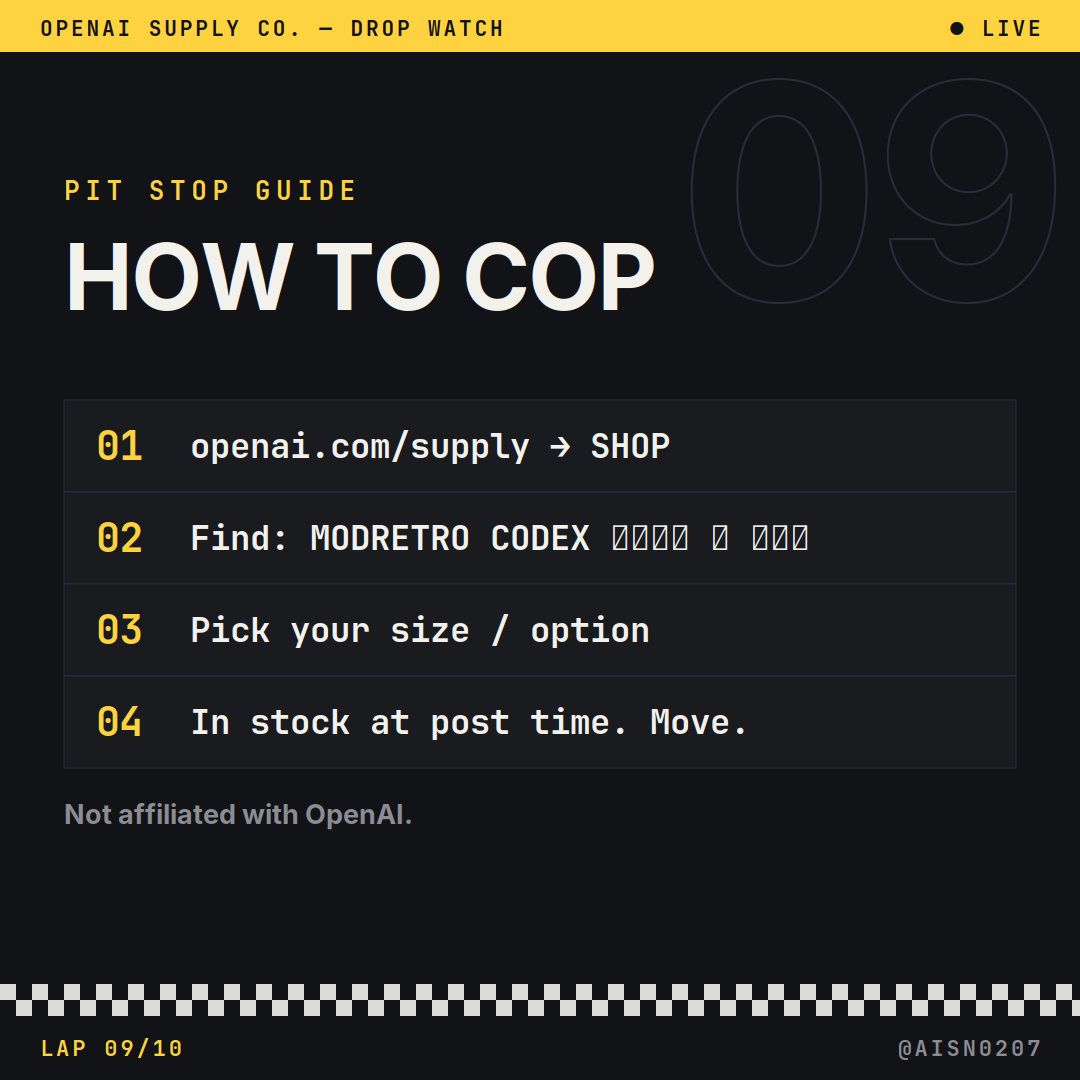 OPENAI SUPPLY CO. — DROP WATCH
● LIVE
09
PIT STOP GUIDE
HOW TO COP
01 openai.com/supply → SHOP
02 Find: MODRETRO CODEX
03 Pick your size / option
04 In stock at post time. Move.
Not affiliated with OpenAI.
LAP 09/10
@AISN0207